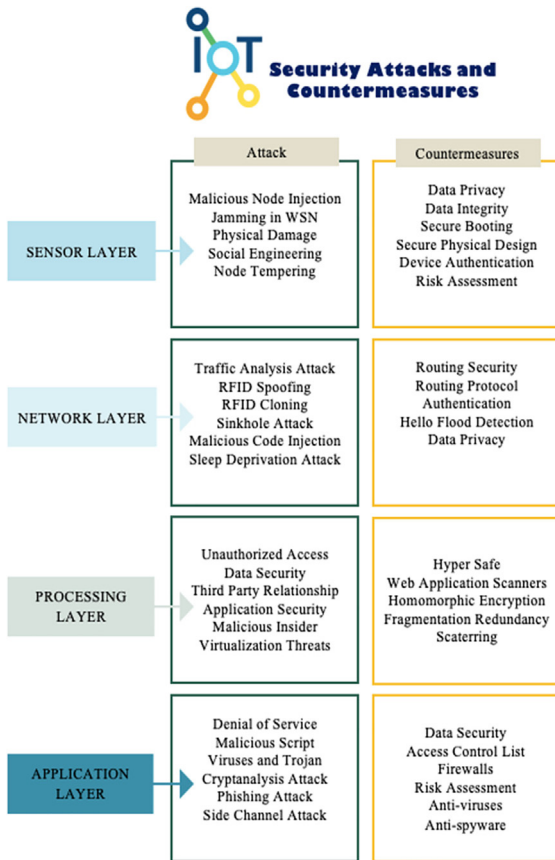 IoT
Security Attacks and
Countermeasures
Attack
Countermeasures
SENSOR LAYER
Malicious Node Injection
Jamming in WSN
Physical Damage
Social Engineering
Node Tempering
Data Privacy
Data Integrity
Secure Booting
Secure Physical Design
Device Authentication
Risk Assessment
NETWORK LAYER
Traffic Analysis Attack
RFID Spoofing
RFID Cloning
Sinkhole Attack
Malicious Code Injection
Sleep Deprivation Attack
Routing Security
Routing Protocol
Authentication
Hello Flood Detection
Data Privacy
PROCESSING
LAYER
Unauthorized Access
Data Security
Third Party Relationship
Application Security
Malicious Insider
Virtualization Threats
Hyper Safe
Web Application Scanners
Homomorphic Encryption
Fragmentation Redundancy
Scaterring
APPLICATION
LAYER
Denial of Service
Malicious Script
Viruses and Trojan
Cryptanalysis Attack
Phishing Attack
Side Channel Attack
Data Security
Access Control List
Firewalls
Risk Assessment
Anti-viruses
Anti-spyware